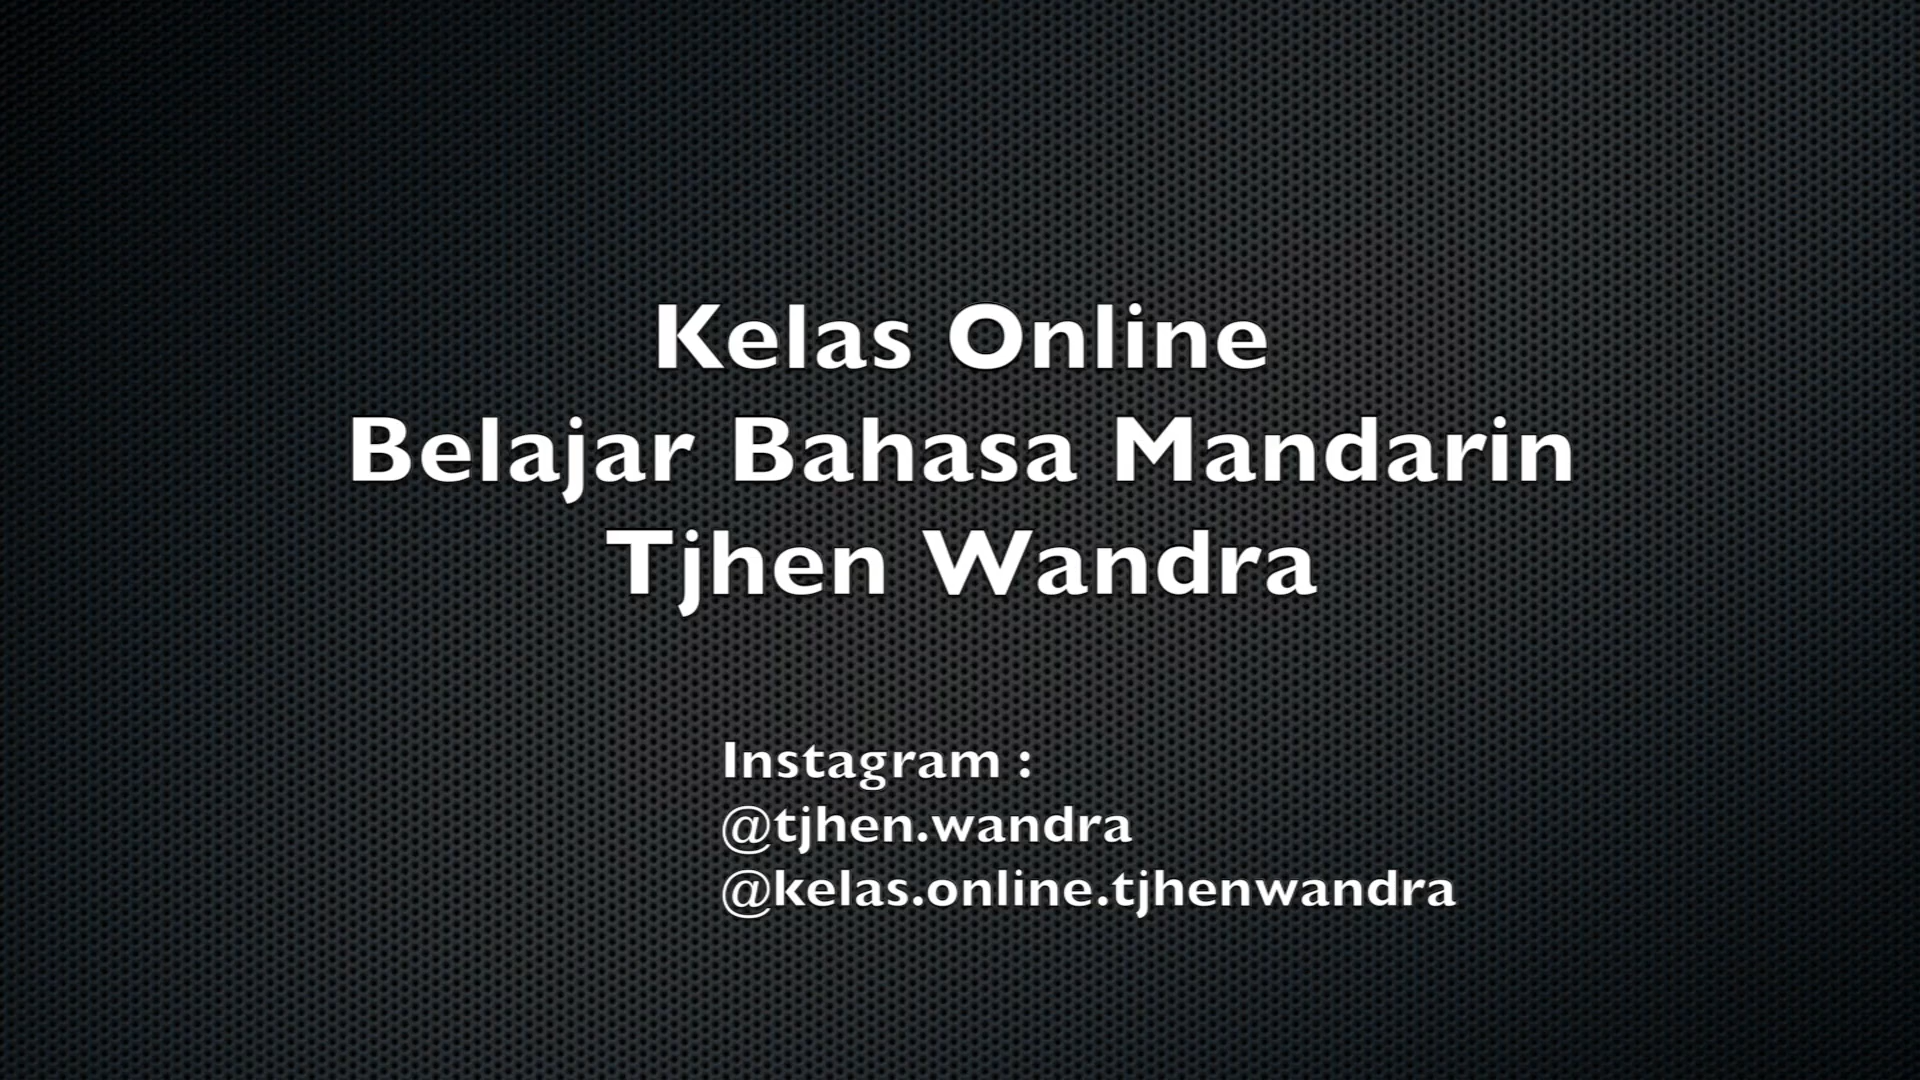 Kelas Online
Belajar Bahasa Mandarin
Tjhen Wandra
Instagram :
@tjhen.wandra
@kelas.online.tjhenwandra